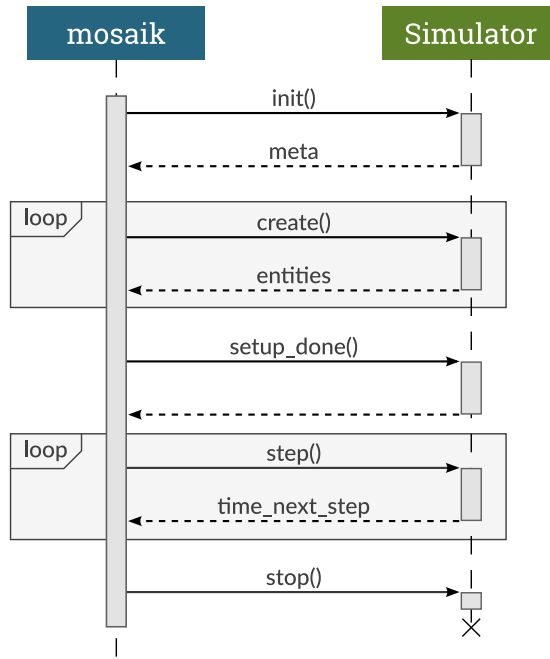 mosaik
Simulator
init()
meta
loop
create()
entities
setup_done()
loop
step()
time_next_step
stop()